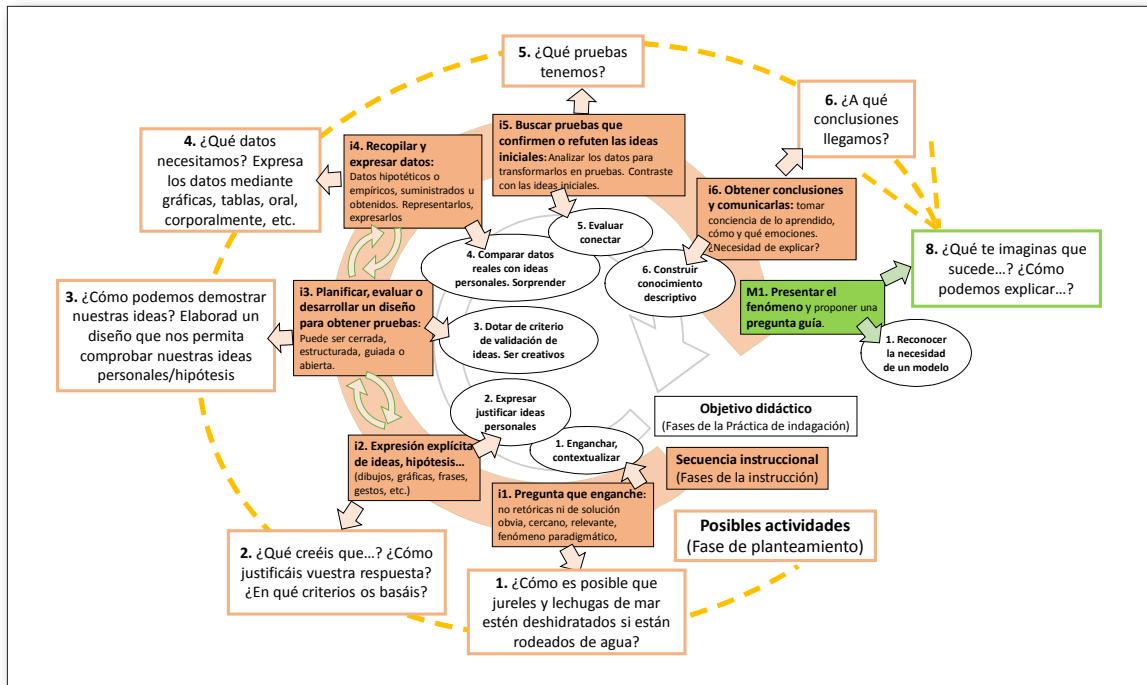 5. ¿Qué pruebas
tenemos?
6. ¿A qué
conclusiones
llegamos?
4. ¿Qué datos
necesitamos? Expresa
los datos mediante
gráficas, tablas, oral,
corporalmente, etc.
i4. Recopilar y
expresar datos:
Datos hipotéticos o
empíricos, suministrados u
obtenidos. Representarlos,
expresarlos
i5. Buscar pruebas que
confirmen o refuten las ideas
iniciales: Analizar los datos para
transformarlos en pruebas. Contraste
con las ideas iniciales.
i6. Obtener conclusiones
y comunicarlas: tomar
conciencia de lo aprendido,
cómo y qué emociones.
¿Necesidad de explicar?
5. Evaluar
conectar
4. Comparar datos
reales con ideas
personales. Sorprender
6. Construir
conocimiento
descriptivo
8. ¿Qué te imaginas que
sucede…? ¿Cómo
podemos explicar…?
M1. Presentar el
fenómeno y proponer una
pregunta guía.
1. Reconocer
la necesidad
de un modelo
3. ¿Cómo podemos demostrar
nuestras ideas? Elaborad un
diseño que nos permita
comprobar nuestras ideas
personales/hipótesis
i3. Planificar, evaluar o
desarrollar un diseño
para obtener pruebas:
Puede ser cerrada,
estructurada, guiada o
abierta.
3. Dotar de criterio
de validación de
ideas. Ser creativos
2. Expresar
justificar ideas
personales
1. Enganchar,
contextualizar
Objetivo didáctico
(Fases de la Práctica de indagación)
i2. Expresión explícita
de ideas, hipótesis…
(dibujos, gráficas, frases,
gestos, etc.)
Secuencia instruccional
(Fases de la instrucción)
i1. Pregunta que enganche:
no retóricas ni de solución
obvia, cercano, relevante,
fenómeno paradigmático,
Posibles actividades
(Fase de planteamiento)
2. ¿Qué creéis que…? ¿Cómo
justificáis vuestra respuesta?
¿En qué criterios os basáis?
1. ¿Cómo es posible que
jureles y lechugas de mar
estén deshidratados si están
rodeados de agua?